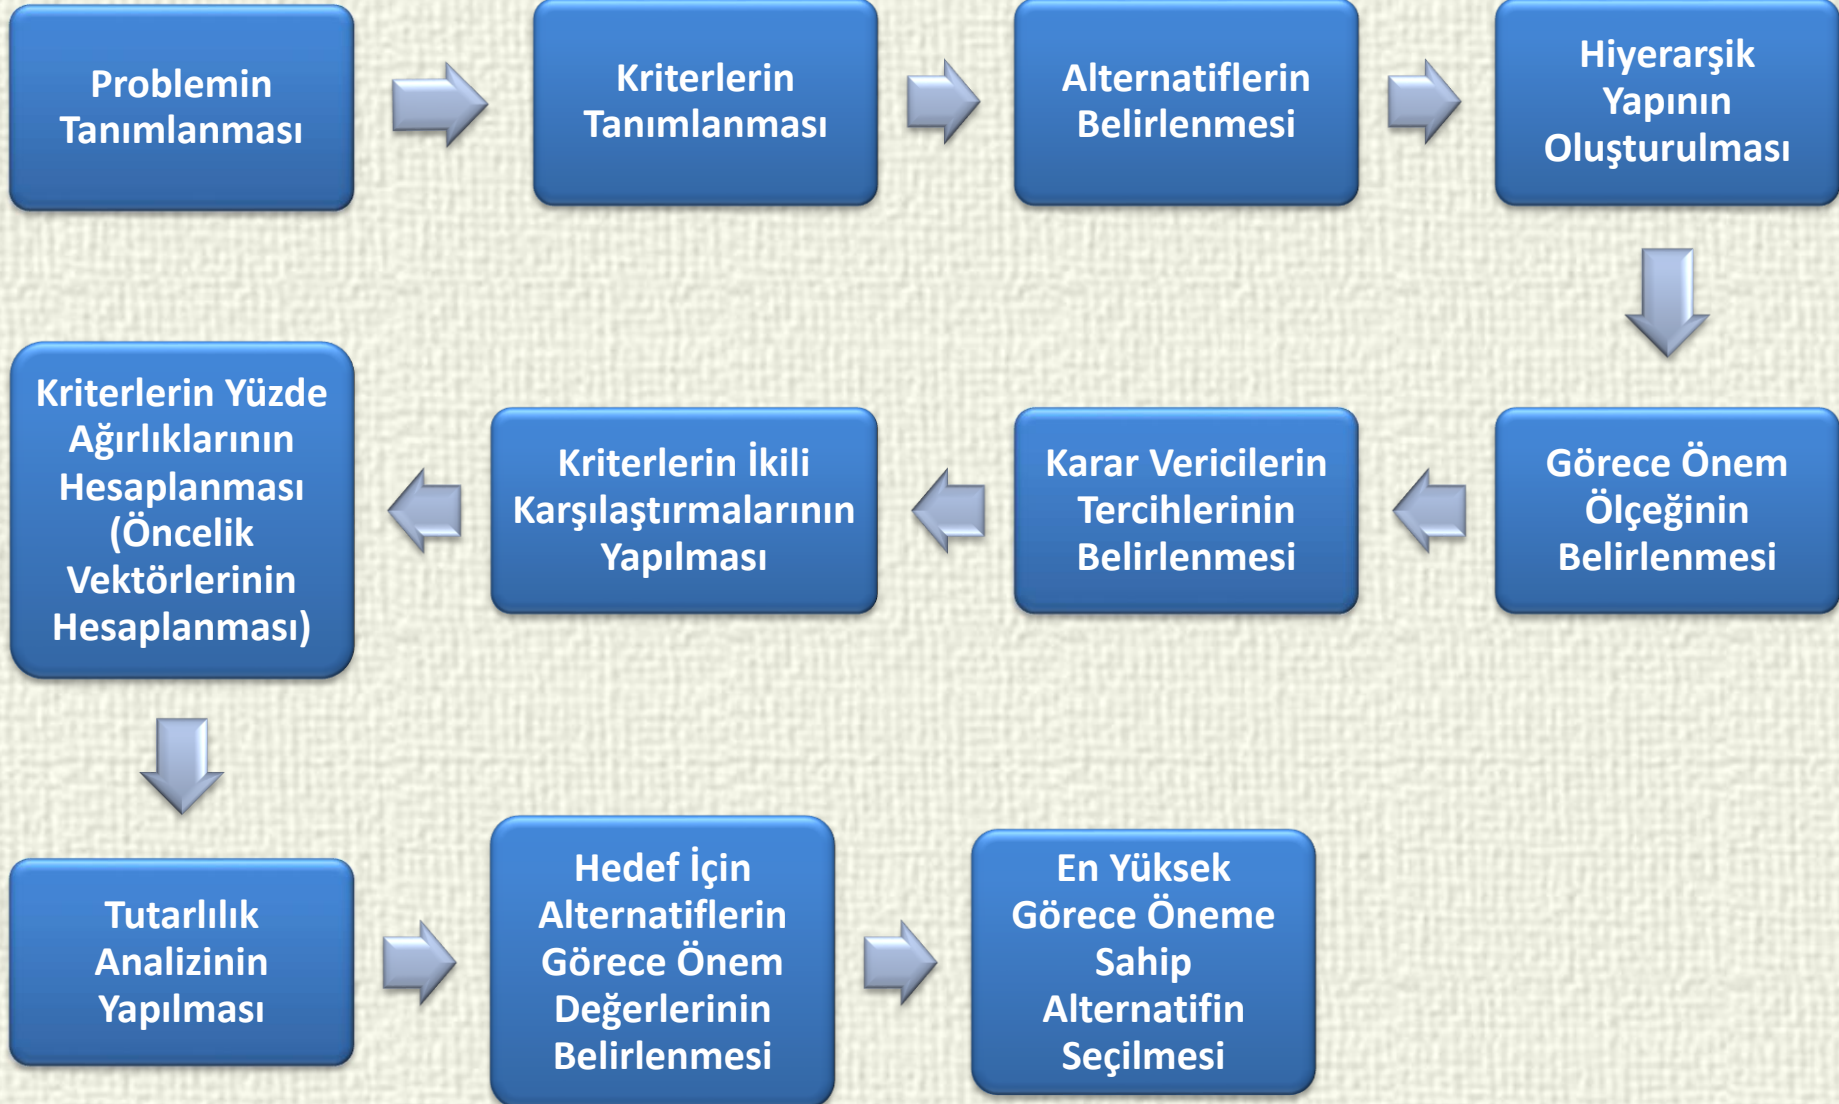 Problemin
Tanımlanması
Kriterlerin
Tanımlanması
Alternatiflerin
Belirlenmesi
Hiyerarşik
Yapının
Oluşturulması
Görece Önem
Ölçeğinin
Belirlenmesi
Karar Vericilerin
Tercihlerinin
Belirlenmesi
Kriterlerin İkili
Karşılaştırmalarının
Yapılması
Kriterlerin Yüzde
Ağırlıklarının
Hesaplanması
(Öncelik
Vektörlerinin
Hesaplanması)
Tutarlılık
Analizinin
Yapılması
Hedef İçin
Alternatiflerin
Görece Önem
Değerlerinin
Belirlenmesi
En Yüksek
Görece Öneme
Sahip
Alternatifin
Seçilmesi